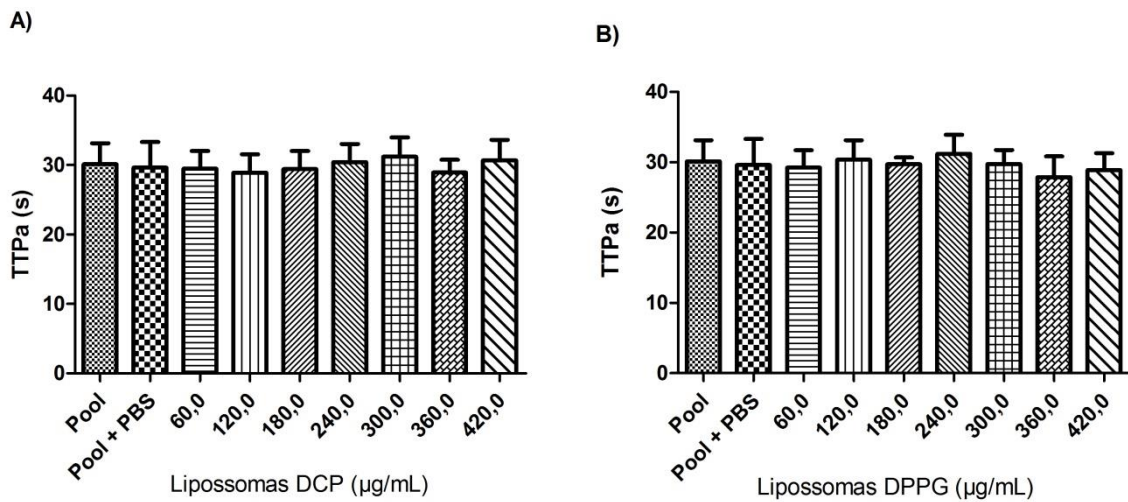 A)
TTPa (s)
40
30
20
10
0
Pool
Pool + PBS
60,0
120,0
180,0
240,0
300,0
360,0
420,0
Lipossomas DCP (µg/mL)
B)
TTPa (s)
40
30
20
10
0
Pool
Pool + PBS
60,0
120,0
180,0
240,0
300,0
360,0
420,0
Lipossomas DPPG (µg/mL)